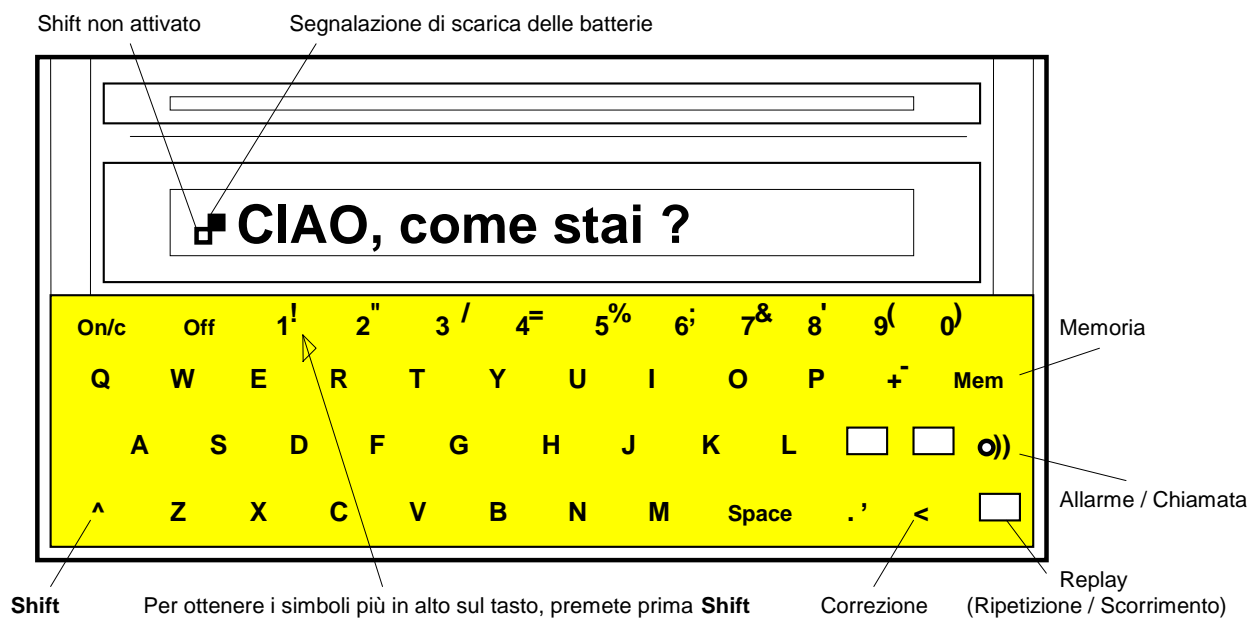 Shift non attivato Segnalazione di scarica delle batterie
CIAO, come stai ?
On/c Off 1! 2" 3/ 4= 5% 6; 7& 8' 9( 0)
Memoria
Q W E R T Y U I O P +- Mem
A S D F G H J K L o))
Allarme / Chiamata
^ Z X C V B N M Space . ’ <
Replay
Shift Per ottenere i simboli più in alto sul tasto, premete prima Shift Correzione (Ripetizione / Scorrimento)